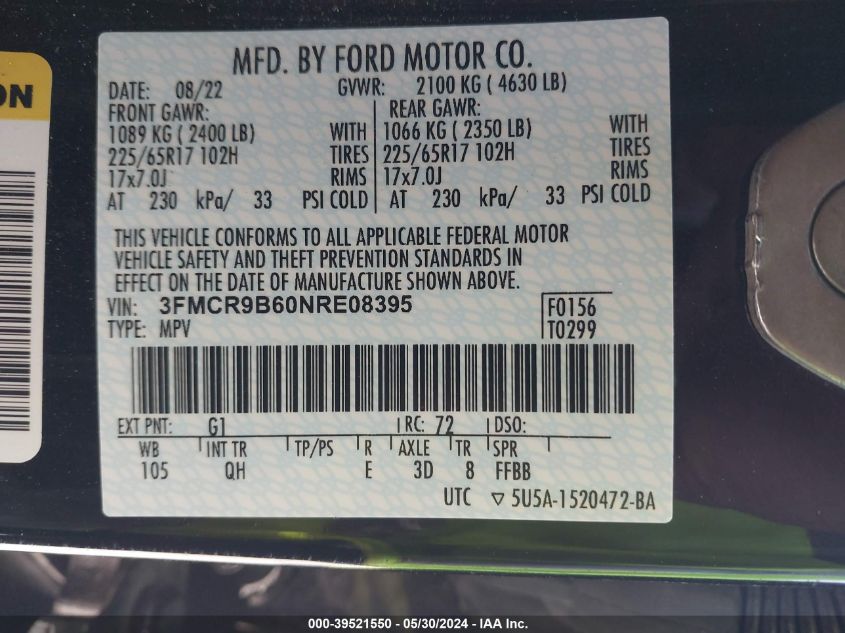 ON
MFD. BY FORD MOTOR CO.
DATE: 08/22 GVWR: 2100 KG ( 4630 LB)
FRONT GAWR: REAR GAWR:
1089 KG ( 2400 LB) WITH 1066 KG ( 2350 LB) WITH
225/65R17 102H TIRES 225/65R17 102H TIRES
17x7.0J RIMS 17x7.0J RIMS
AT 230 kPa/ 33 PSI COLD AT 230 kPa/ 33 PSI COLD
THIS VEHICLE CONFORMS TO ALL APPLICABLE FEDERAL MOTOR
VEHICLE SAFETY AND THEFT PREVENTION STANDARDS IN
EFFECT ON THE DATE OF MANUFACTURE SHOWN ABOVE.
VIN: 3FMCR9B60NRE08395 F0156
TYPE: MPV T0299
EXT PNT: G1 RC: 72 DSO:
WB INT TR TP/PS R AXLE TR SPR
105 QH E 3D 8 FFBB
UTC ▽ 5U5A-1520472-BA
000-39521550 - 05/30/2024 - IAA Inc.